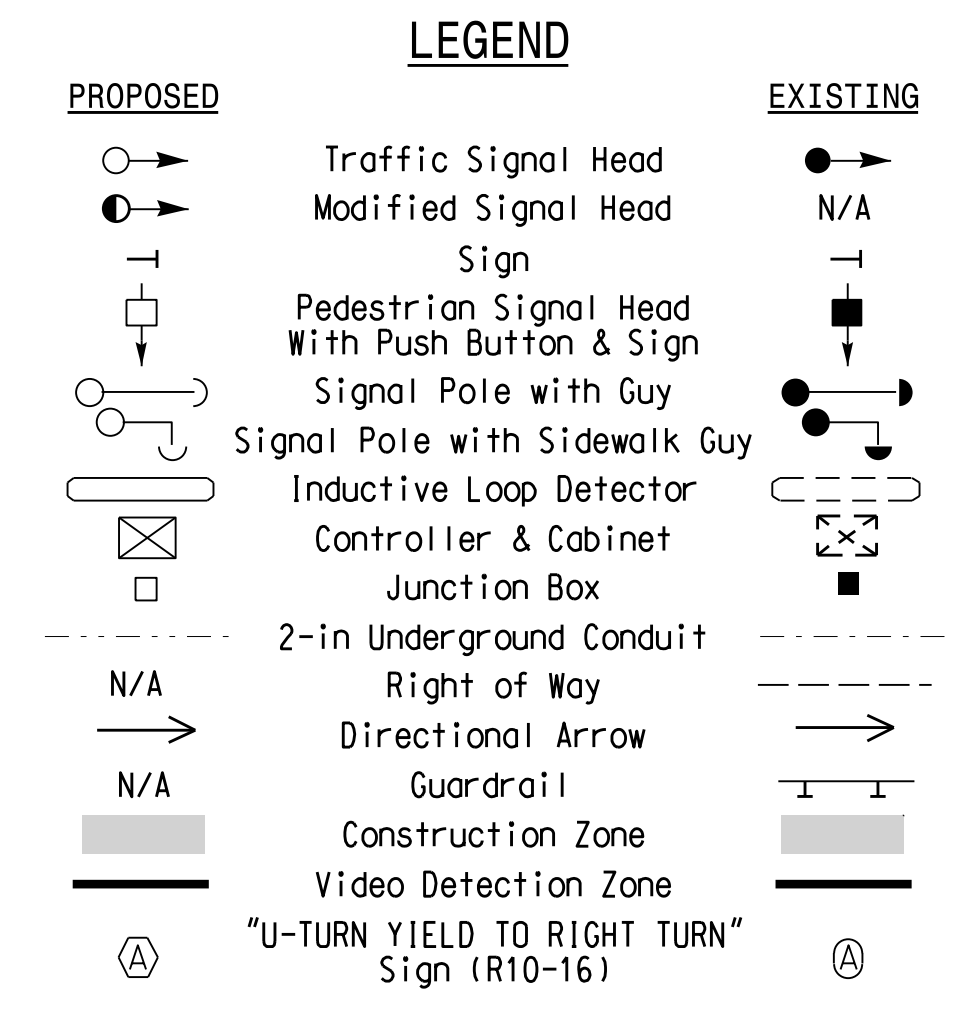 LEGEND
PROPOSED EXISTING
Traffic Signal Head
Modified Signal Head N/A
Sign
Pedestrian Signal Head
With Push Button & Sign
Signal Pole with Guy
Signal Pole with Sidewalk Guy
Inductive Loop Detector
Controller & Cabinet
Junction Box
2-in Underground Conduit
N/A Right of Way
Directional Arrow
N/A Guardrail
Construction Zone
Video Detection Zone
"U-TURN YIELD TO RIGHT TURN"
A Sign (R10-16) A